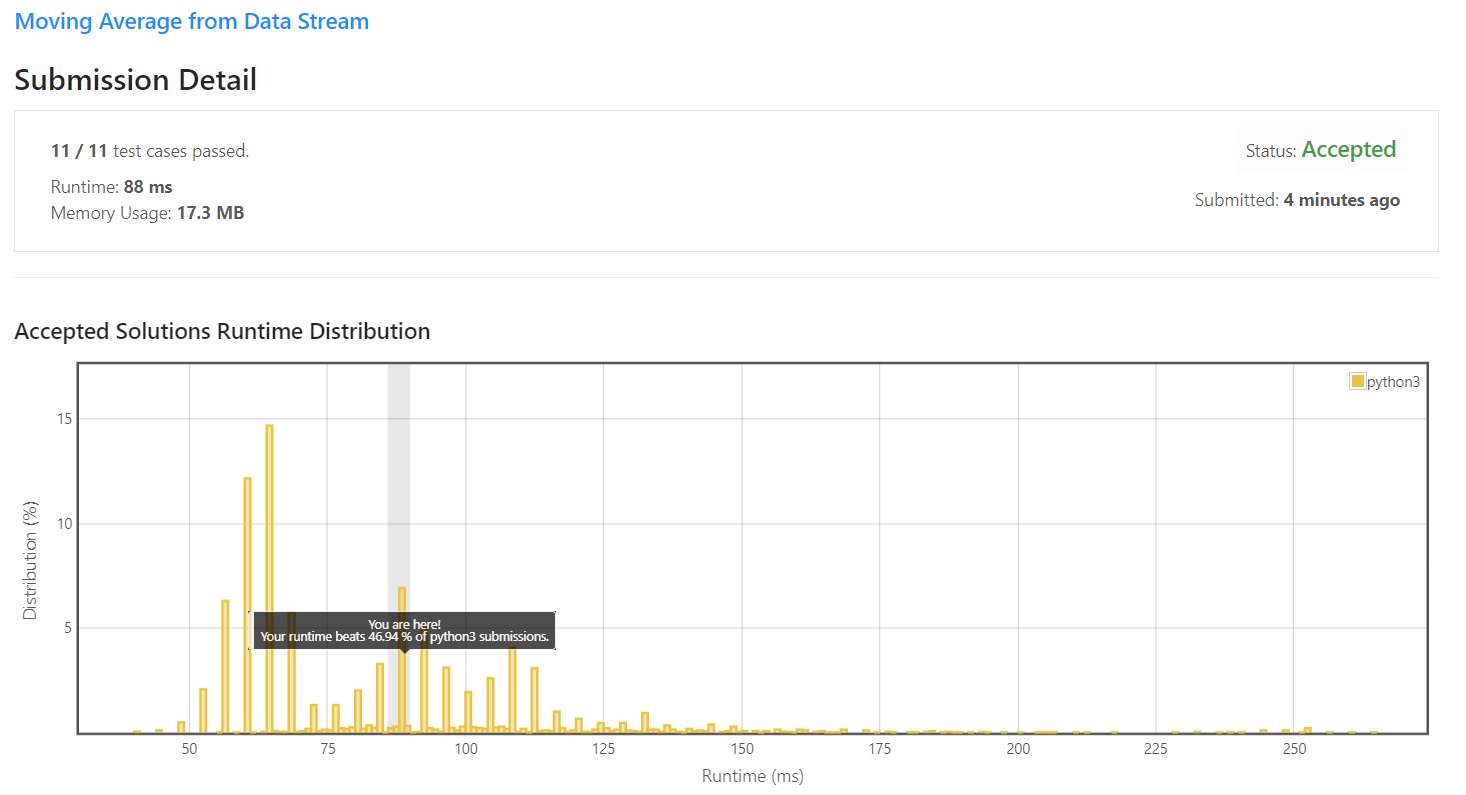 Moving Average from Data Stream
Submission Detail
11 / 11 test cases passed.
Status: Accepted
Runtime: 88 ms
Submitted: 4 minutes ago
Memory Usage: 17.3 MB
Accepted Solutions Runtime Distribution
python3
15
10
5
Distribution (%)
You are here!
Your runtime beats 46.94 % of python3 submissions.
50 75 100 125 150 175 200 225 250
Runtime (ms)